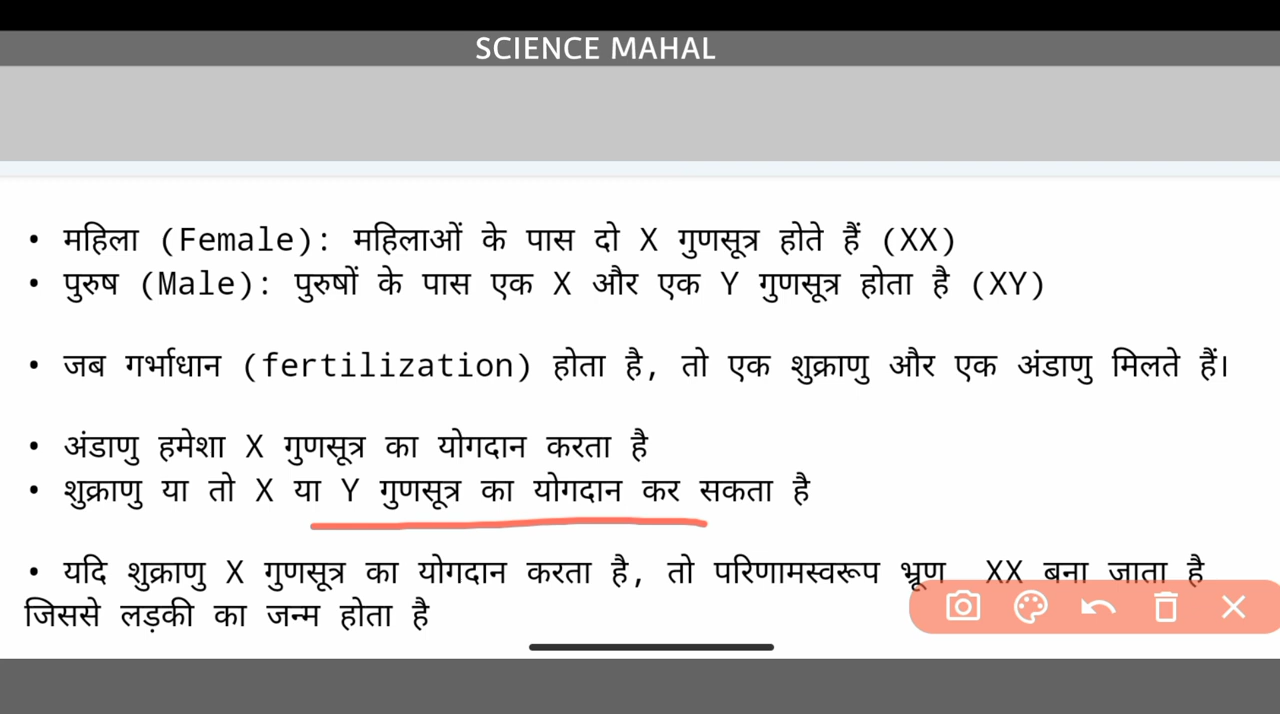 SCIENCE MAHAL
• महिला (Female): महिलाओं के पास दो X गुणसूत्र होते हैं (XX)
• पुरुष (Male): पुरुषों के पास एक X और एक Y गुणसूत्र होता है (XY)
• जब गर्भाधान (fertilization) होता है, तो एक शुक्राणु और एक अंडाणु मिलते हैं।
• अंडाणु हमेशा X गुणसूत्र का योगदान करता है
• शुक्राणु या तो X या Y गुणसूत्र का योगदान कर सकता है
• यदि शुक्राणु X गुणसूत्र का योगदान करता है, तो परिणामस्वरूप भ्रूण XX बना जाता है
जिससे लड़की का जन्म होता है